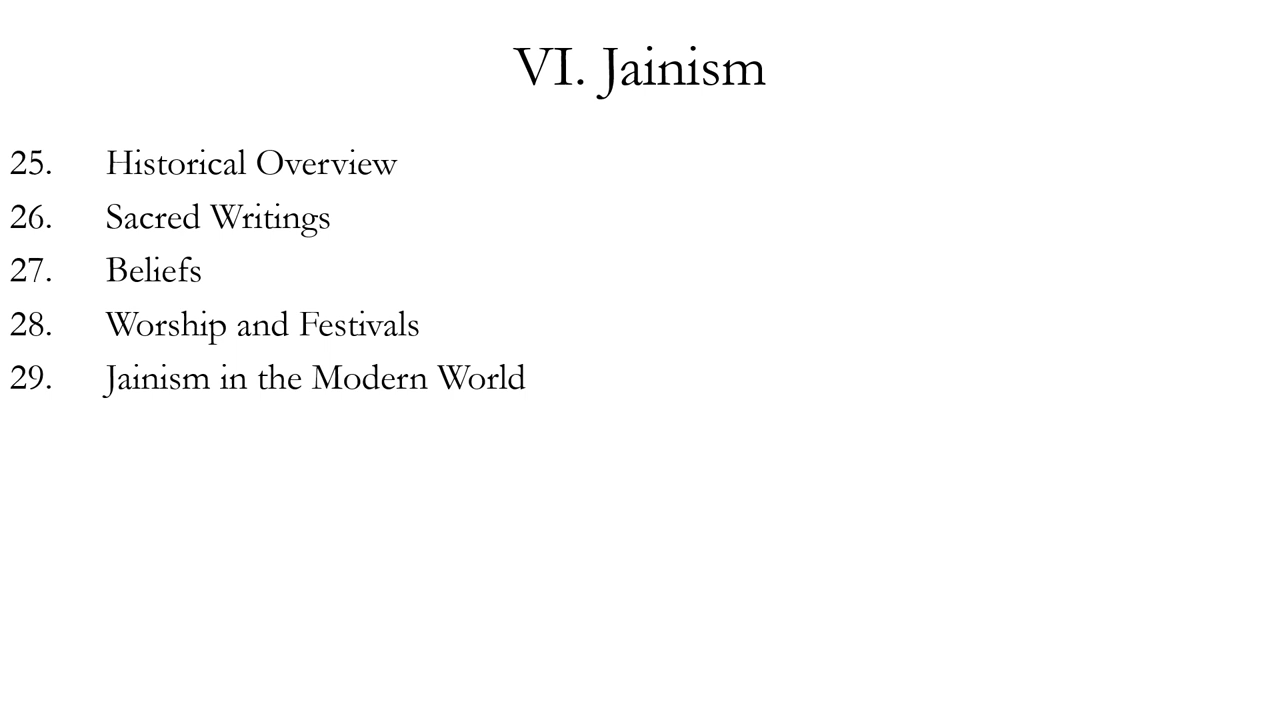 VI. Jainism
25. Historical Overview
26. Sacred Writings
27. Beliefs
28. Worship and Festivals
29. Jainism in the Modern World